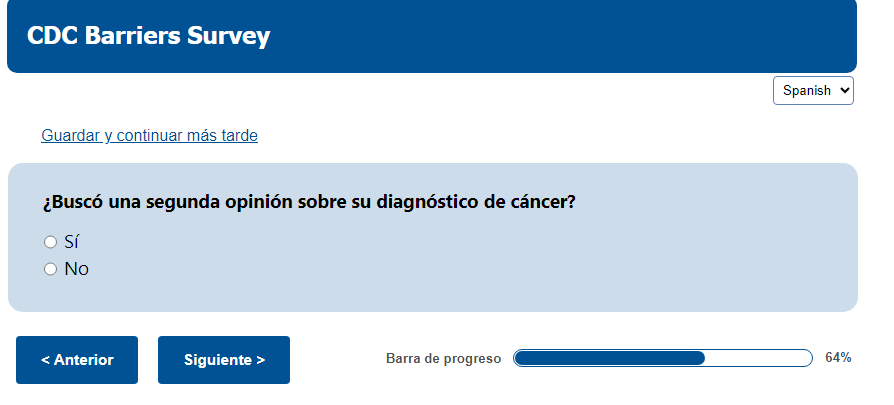 CDC Barriers Survey
Spanish
Guardar y continuar más tarde
¿Buscó una segunda opinión sobre su diagnóstico de cáncer?
Sí
No
< Anterior
Siguiente >
Barra de progreso
64%